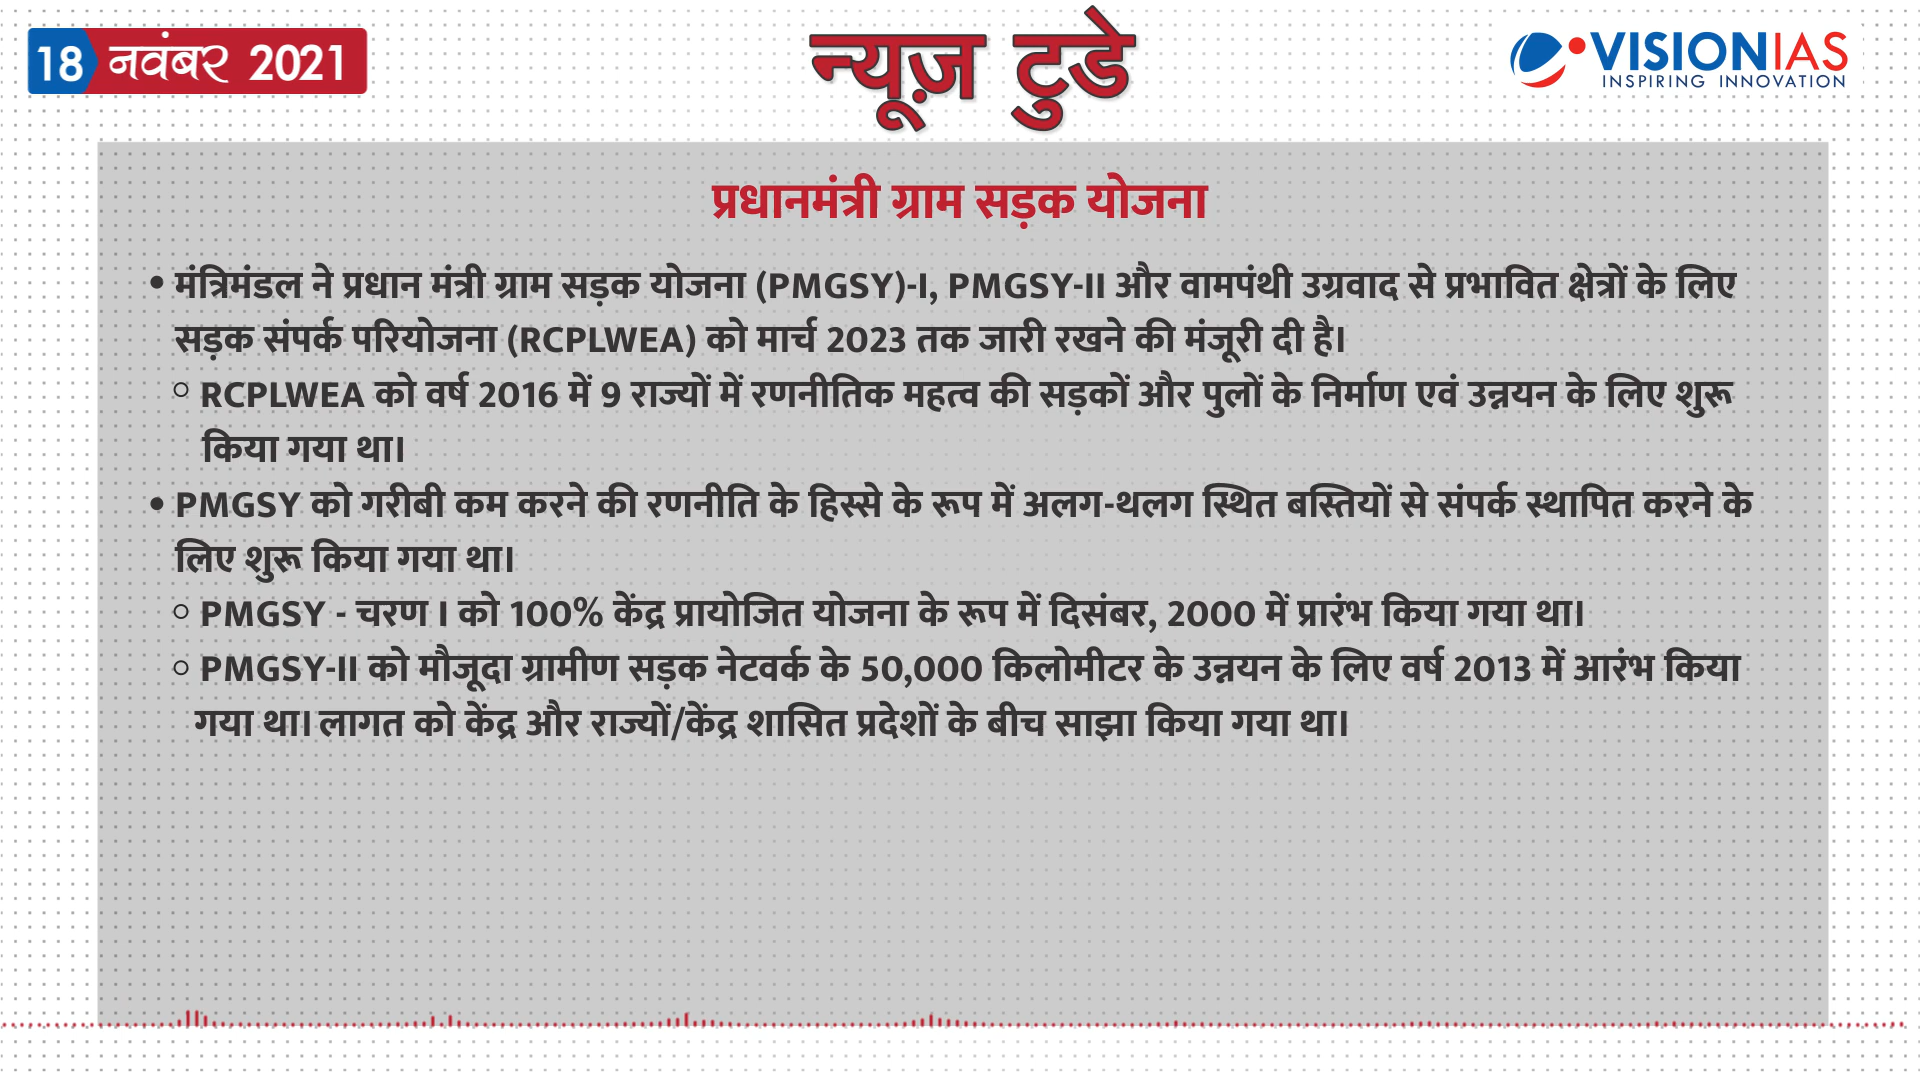 18 नवंबर 2021
न्यूज़ टुडे
VISIONIAS
INSPIRING INNOVATION
प्रधानमंत्री ग्राम सड़क योजना
• मंत्रिमंडल ने प्रधान मंत्री ग्राम सड़क योजना (PMGSY)-I, PMGSY-II और वामपंथी उग्रवाद से प्रभावित क्षेत्रों के लिए
सड़क संपर्क परियोजना (RCPLWEA) को मार्च 2023 तक जारी रखने की मंजूरी दी है।
○ RCPLWEA को वर्ष 2016 में 9 राज्यों में रणनीतिक महत्व की सड़कों और पुलों के निर्माण एवं उन्नयन के लिए शुरू
किया गया था।
• PMGSY को गरीबी कम करने की रणनीति के हिस्से के रूप में अलग-थलग स्थित बस्तियों से संपर्क स्थापित करने के
लिए शुरू किया गया था।
○ PMGSY - चरण I को 100% केंद्र प्रायोजित योजना के रूप में दिसंबर, 2000 में प्रारंभ किया गया था।
○ PMGSY-II को मौजूदा ग्रामीण सड़क नेटवर्क के 50,000 किलोमीटर के उन्नयन के लिए वर्ष 2013 में आरंभ किया
गया था। लागत को केंद्र और राज्यों/केंद्र शासित प्रदेशों के बीच साझा किया गया था।